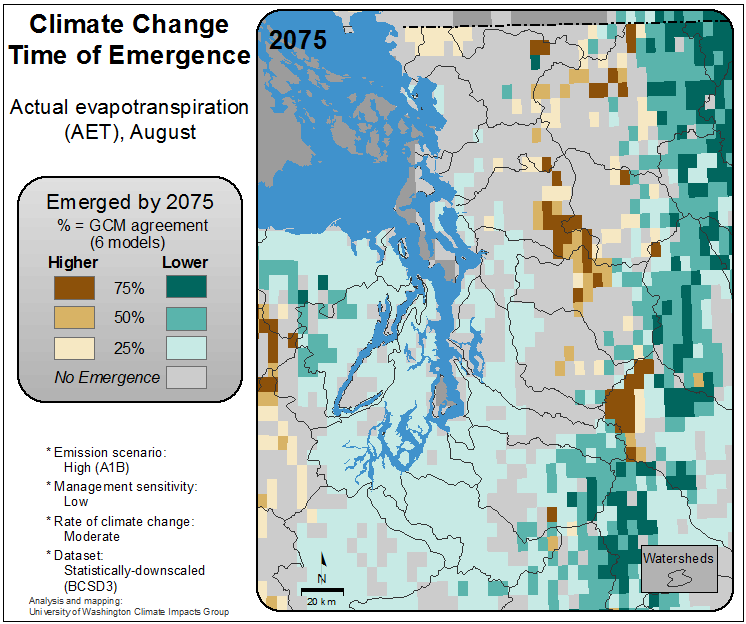 Climate Change
Time of Emergence
Actual evapotranspiration
(AET), August
Emerged by 2075
% = GCM agreement
(6 models)
Higher Lower
75%
50%
25%
No Emergence
* Emission scenario:
High (A1B)
* Management sensitivity:
Low
* Rate of climate change:
Moderate
* Dataset:
Statistically-downscaled
(BCSD3)
Analysis and mapping:
University of Washington Climate Impacts Group
2075
N
20 km
Watersheds